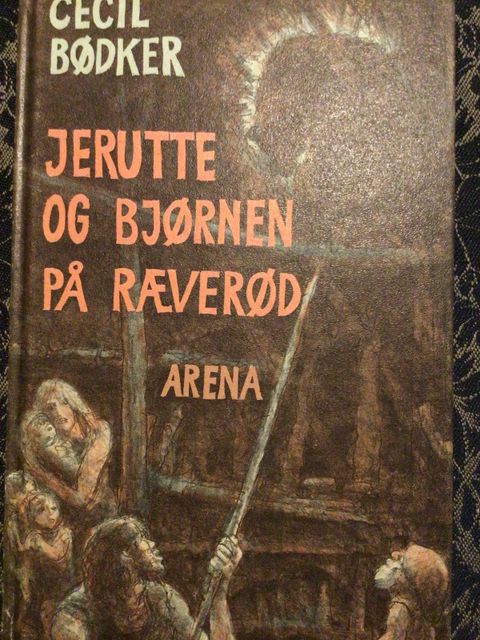 CECIL
BØDKER
JERUTTE
OG BJØRNEN
PÅ RÆVERØD
ARENA